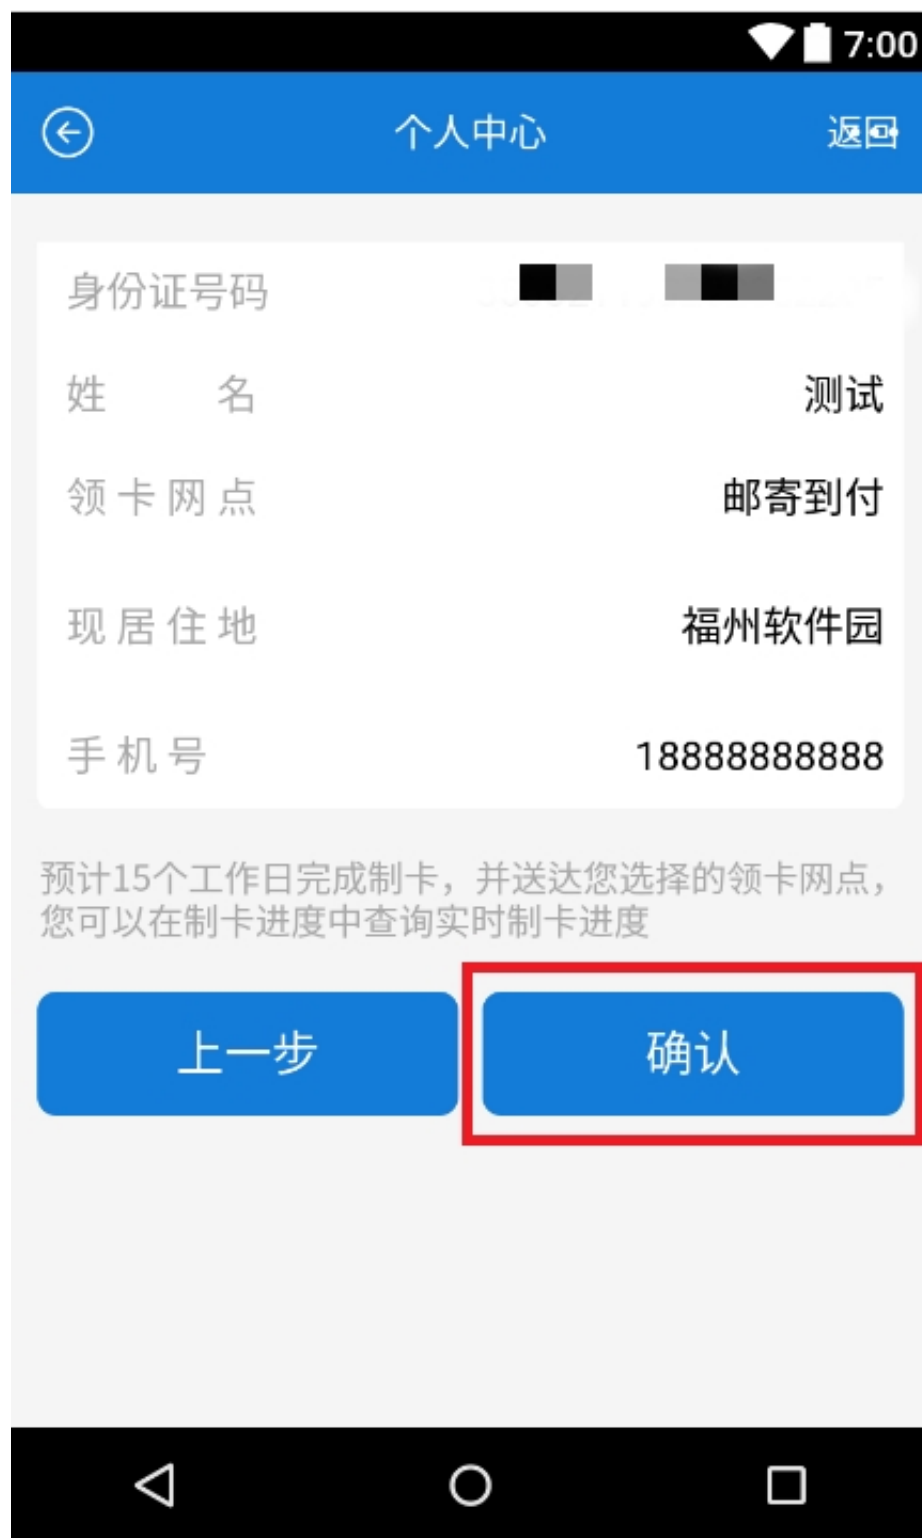 7:00
个人中心
返回
身份证号码
姓 名 测试
领卡网点 邮寄到付
现居住地 福州软件园
手机号 18888888888
预计15个工作日完成制卡，并送达您选择的领卡网点，
您可以在制卡进度中查询实时制卡进度
上一步 确认